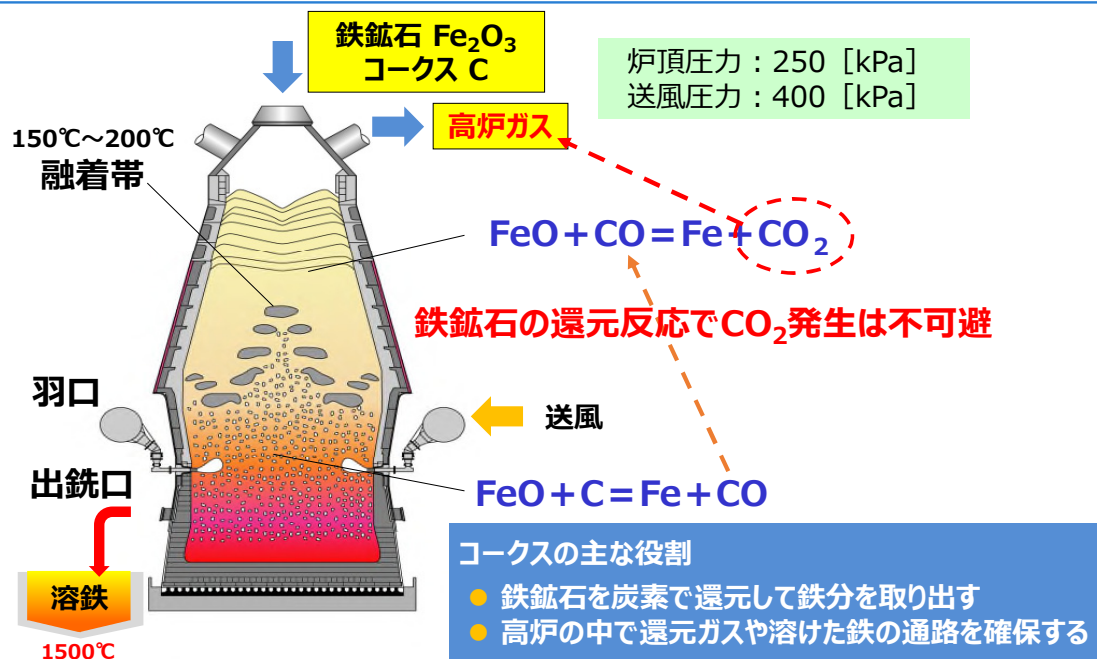 鉄鉱石 Fe₂O₃
コークス C
炉頂圧力：250［kPa］
送風圧力：400［kPa］
高炉ガス
150℃～200℃
融着帯
FeO＋CO＝Fe＋CO₂
鉄鉱石の還元反応でCO₂発生は不可避
羽口
送風
出銑口
FeO＋C＝Fe＋CO
溶鉄
1500℃
コークスの主な役割
● 鉄鉱石を炭素で還元して鉄分を取り出す
● 高炉の中で還元ガスや溶けた鉄の通路を確保する